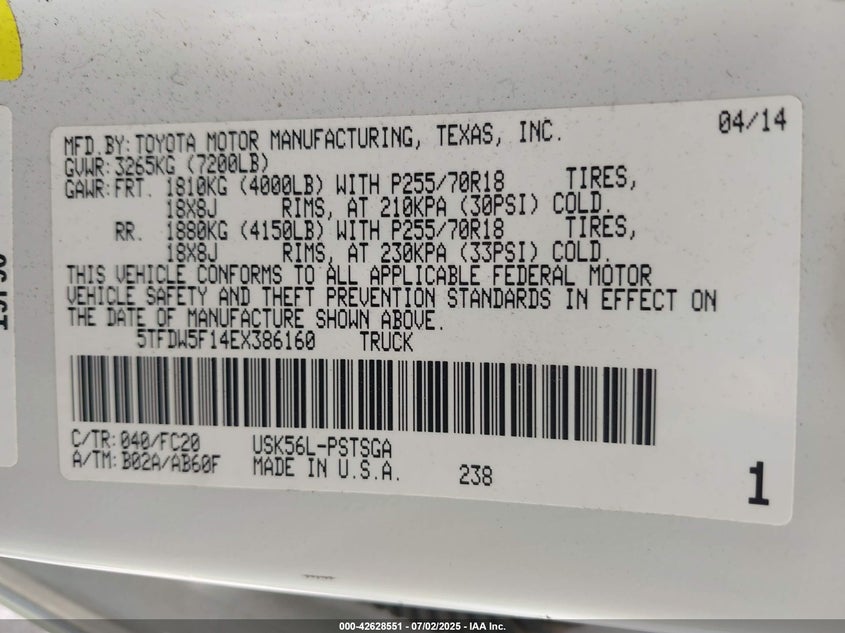 04/14
MFD.BY:TOYOTA MOTOR MANUFACTURING, TEXAS, INC.
GVWR:3265KG (7200LB)
GAWR:FRT. 1810KG (4000LB) WITH P255/70R18 TIRES,
18X8J RIMS, AT 210KPA (30PSI) COLD.
RR. 1880KG (4150LB) WITH P255/70R18 TIRES,
18X8J RIMS, AT 230KPA (33PSI) COLD.
THIS VEHICLE CONFORMS TO ALL APPLICABLE FEDERAL MOTOR
VEHICLE SAFETY AND THEFT PREVENTION STANDARDS IN EFFECT ON
THE DATE OF MANUFACTURE SHOWN ABOVE.
5TFDW5F14EX386160 TRUCK
C/TR:040/FC20 USK56L-PSTSGA
A/TM:B02A/AB60F MADE IN U.S.A. 238 1
000-42628551 - 07/02/2025 - IAA Inc.